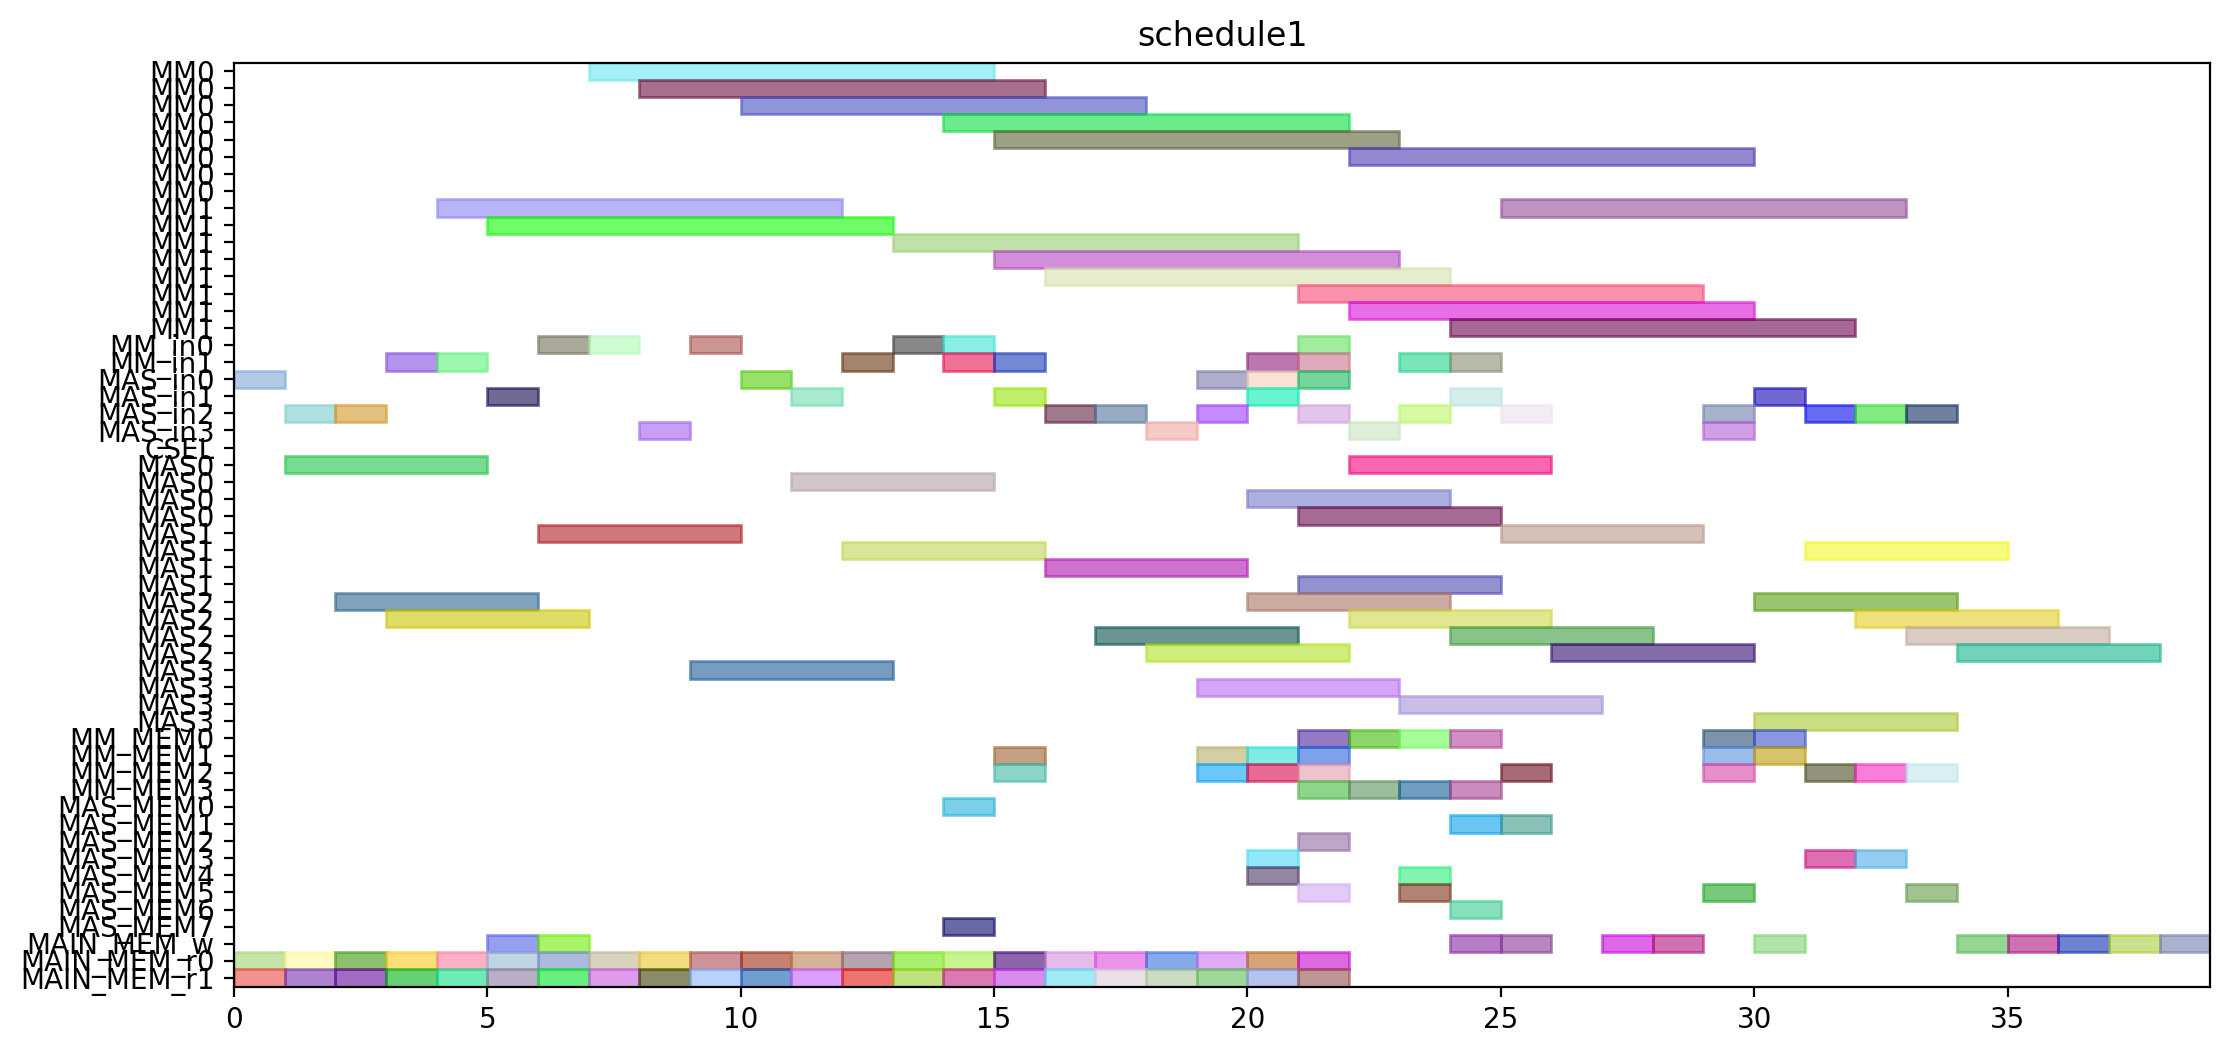 schedule1
MM0
MM0
MM0
MM0
MM0
MM0
MM0
MM0
MM1
MM1
MM1
MM1
MM1
MM1
MM1
MM1
MM_in0
MM_in1
MAS_in0
MAS_in1
MAS_in2
MAS_in3
CSEL
MAS0
MAS0
MAS0
MAS0
MAS1
MAS1
MAS1
MAS1
MAS2
MAS2
MAS2
MAS2
MAS3
MAS3
MAS3
MAS3
MM_MEM0
MM_MEM1
MM_MEM2
MM_MEM3
MAS_MEM0
MAS_MEM1
MAS_MEM2
MAS_MEM3
MAS_MEM4
MAS_MEM5
MAS_MEM6
MAS_MEM7
MAIN_MEM_w
MAIN_MEM_r0
MAIN_MEM_r1
0 5 10 15 20 25 30 35